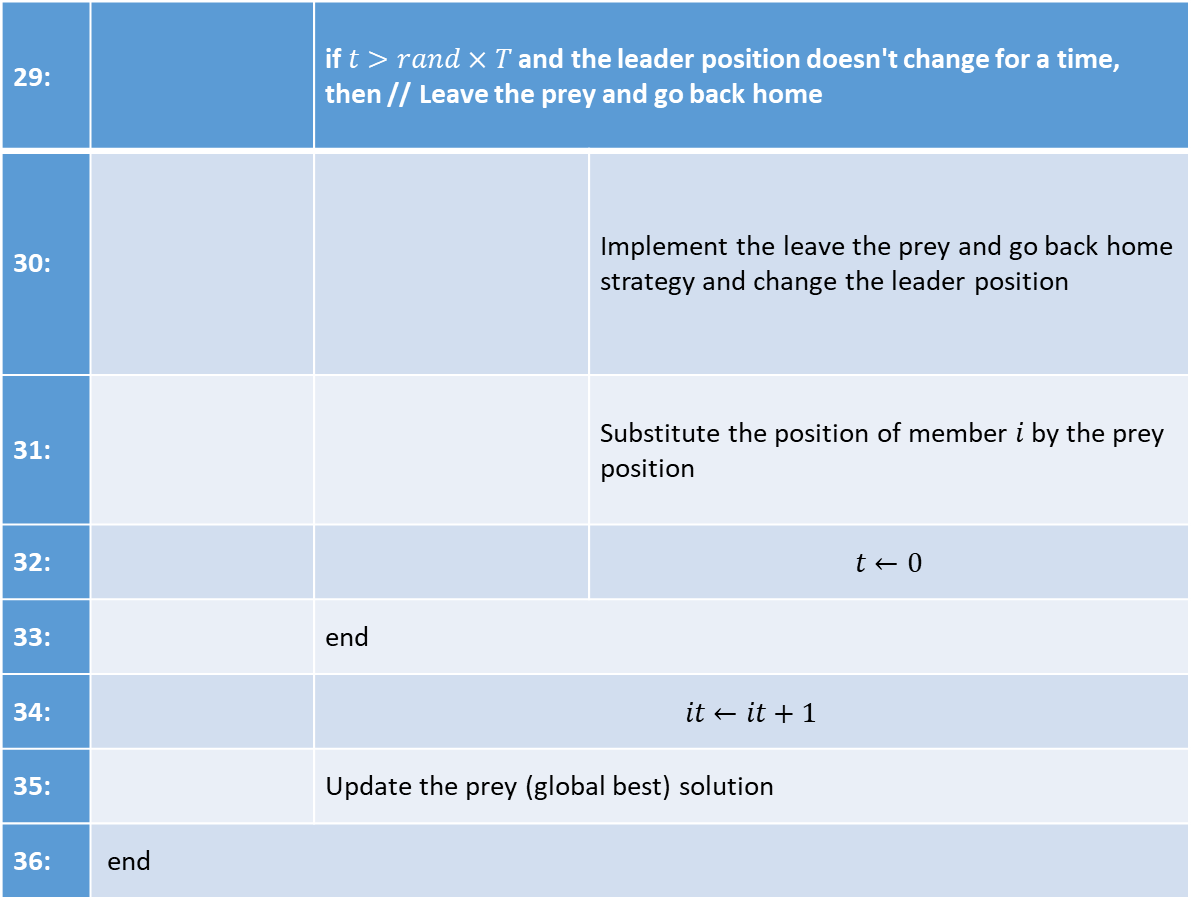 29: if t > rand × T and the leader position doesn't change for a time,
then // Leave the prey and go back home
30: Implement the leave the prey and go back home
strategy and change the leader position
31: Substitute the position of member i by the prey
position
32: t ← 0
33: end
34: it ← it + 1
35: Update the prey (global best) solution
36: end